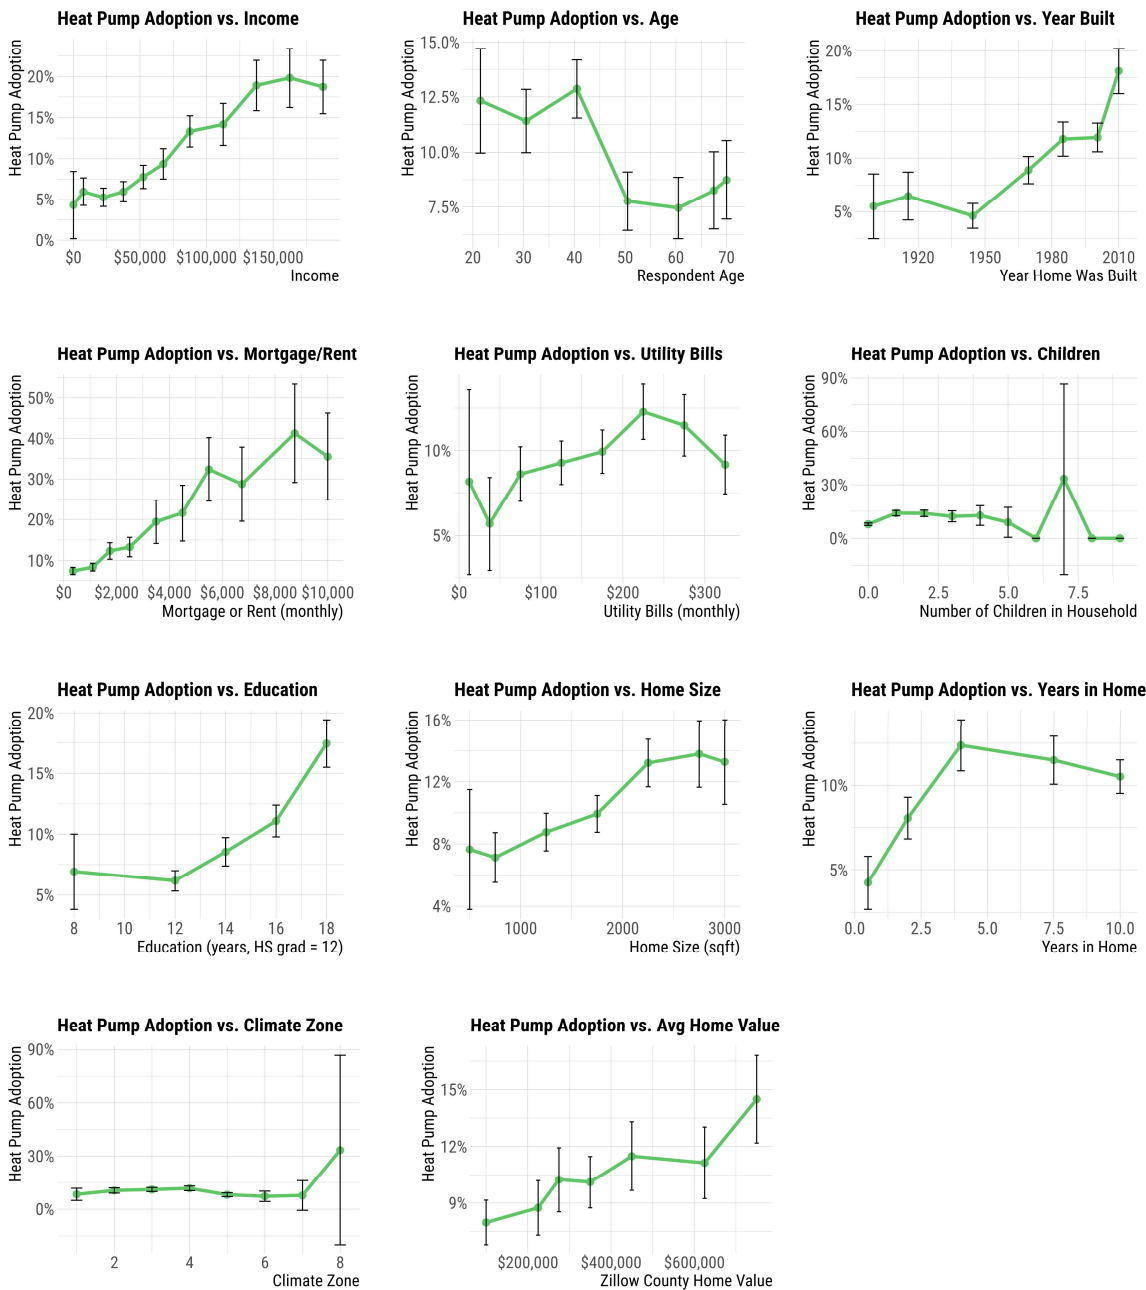 Heat Pump Adoption vs. Income
Heat Pump Adoption
20%
15%
10%
5%
0%
$0 $50,000 $100,000 $150,000
Income
Heat Pump Adoption vs. Age
Heat Pump Adoption
15.0%
12.5%
10.0%
7.5%
20 30 40 50 60 70
Respondent Age
Heat Pump Adoption vs. Year Built
Heat Pump Adoption
20%
15%
10%
5%
1920 1950 1980 2010
Year Home Was Built
Heat Pump Adoption vs. Mortgage/Rent
Heat Pump Adoption
50%
40%
30%
20%
10%
$0 $2,000 $4,000 $6,000 $8,000 $10,000
Mortgage or Rent (monthly)
Heat Pump Adoption vs. Utility Bills
Heat Pump Adoption
10%
5%
$0 $100 $200 $300
Utility Bills (monthly)
Heat Pump Adoption vs. Children
Heat Pump Adoption
90%
60%
30%
0%
0.0 2.5 5.0 7.5
Number of Children in Household
Heat Pump Adoption vs. Education
Heat Pump Adoption
20%
15%
10%
5%
8 10 12 14 16 18
Education (years, HS grad = 12)
Heat Pump Adoption vs. Home Size
Heat Pump Adoption
16%
12%
8%
4%
1000 2000 3000
Home Size (sqft)
Heat Pump Adoption vs. Years in Home
Heat Pump Adoption
10%
5%
0.0 2.5 5.0 7.5 10.0
Years in Home
Heat Pump Adoption vs. Climate Zone
Heat Pump Adoption
90%
60%
30%
0%
2 4 6 8
Climate Zone
Heat Pump Adoption vs. Avg Home Value
Heat Pump Adoption
15%
12%
9%
$200,000 $400,000 $600,000
Zillow County Home Value